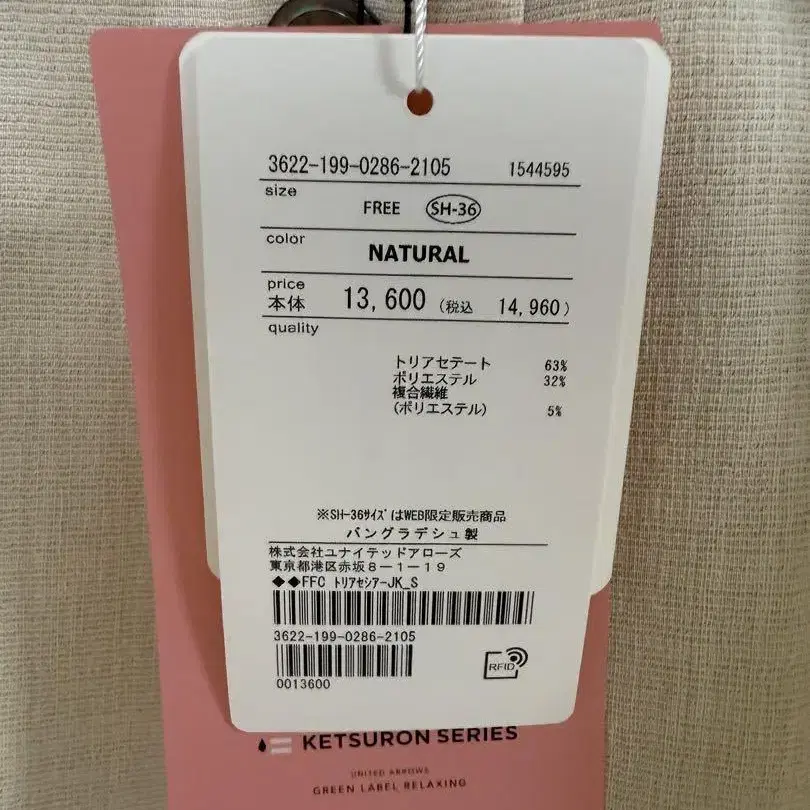 3622-199-0286-2105 1544595
size
FREE SH-36
color
NATURAL
price
本体 13,600 (税込 14,960)
quality
トリアセテート 63%
ポリエステル 32%
複合繊維
(ポリエステル) 5%
※SH-36サイズはWEB限定販売商品
バングラデシュ製
株式会社ユナイテッドアローズ
東京都港区赤坂8-1-19
◆◆FFC トリアセシアーJK_S
3622-199-0286-2105
0013600
RFID
KETSURON SERIES
UNITED ARROWS
GREEN LABEL RELAXING